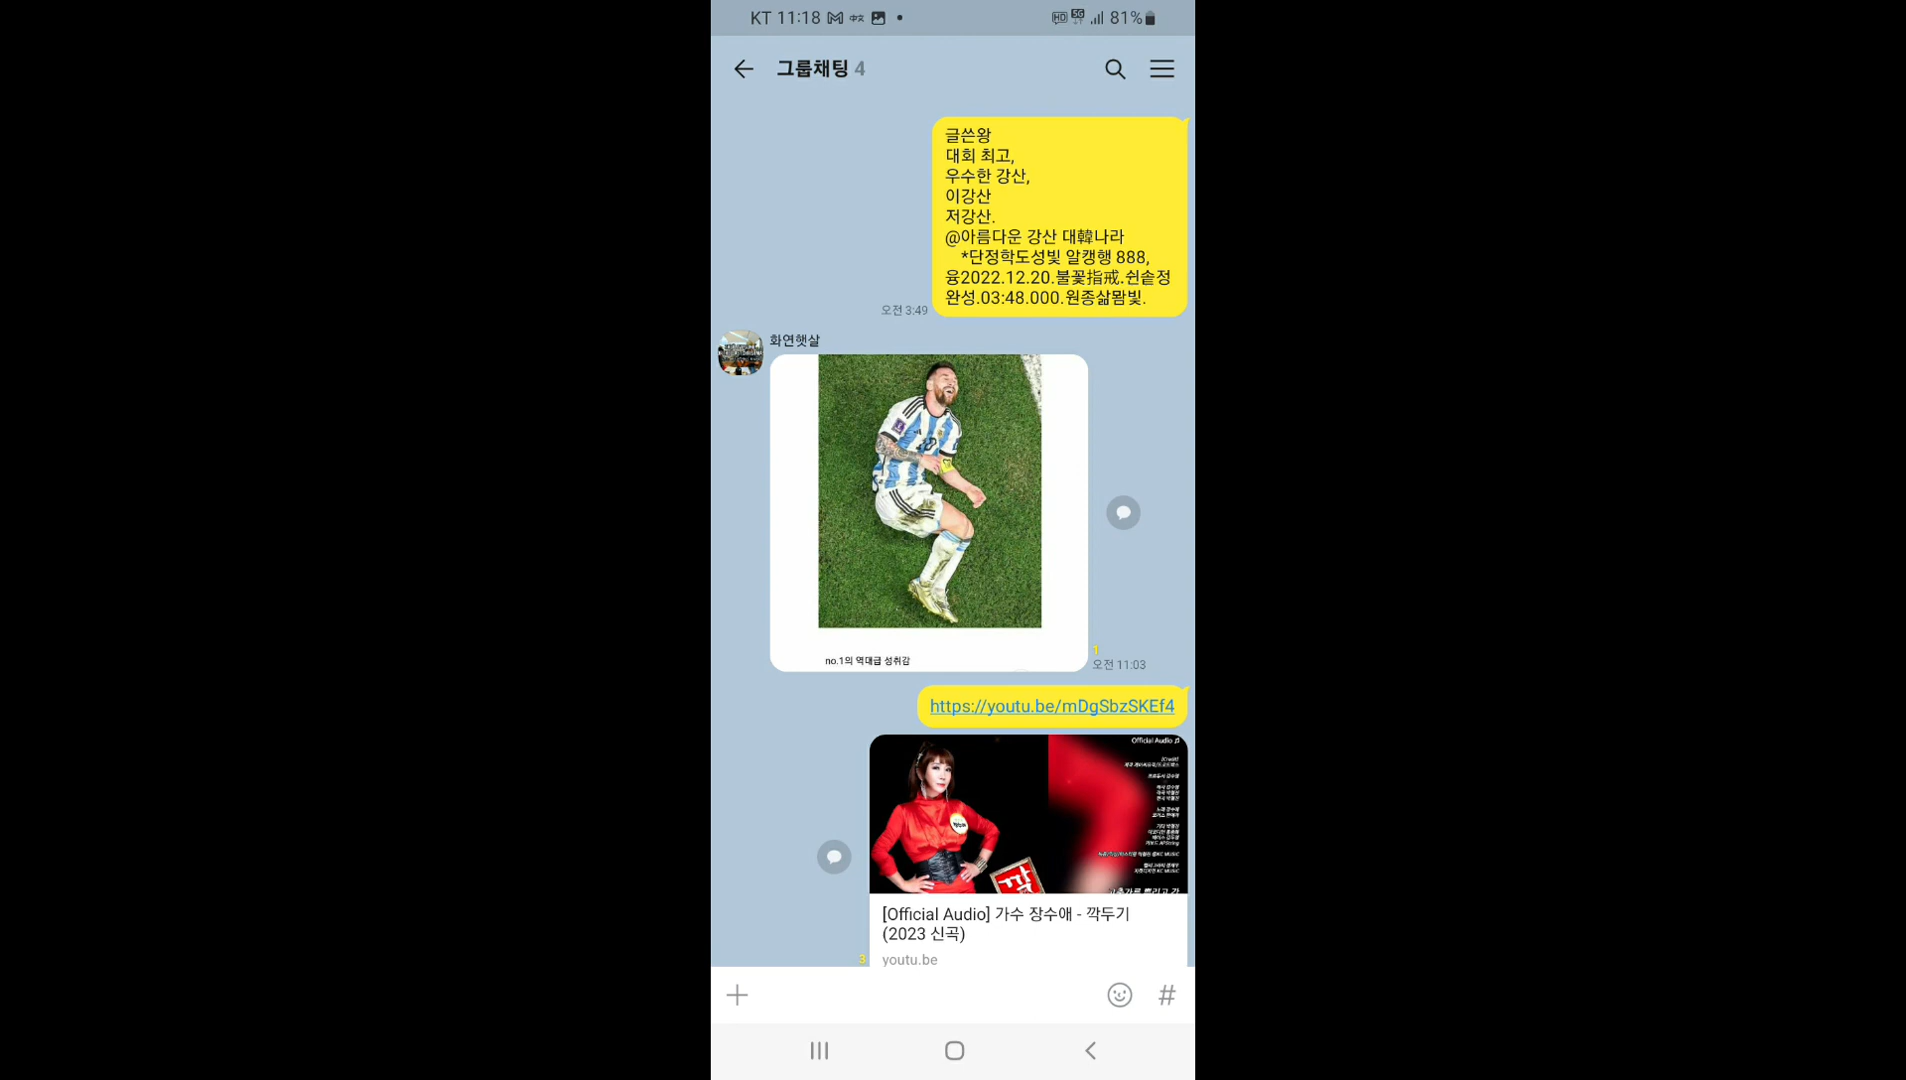 KT 11:18
81%
그룹채팅 4
글쓴왕
대회 최고,
우수한 강산,
이강산
저강산.
@아름다운 강산 대韓나라
*단정학도성빛 알캥행 888,
융2022.12.20.불꽃指戒.쉰솥정
완성.03:48.000.원종삶뫔빛.
오전 3:49
화연햇살
no.1의 역대급 성취감
1
오전 11:03
https://youtu.be/mDgSbzSKEf4
Official Audio ♫
[Official Audio] 가수 장수애 - 깍두기
(2023 신곡)
youtu.be
3